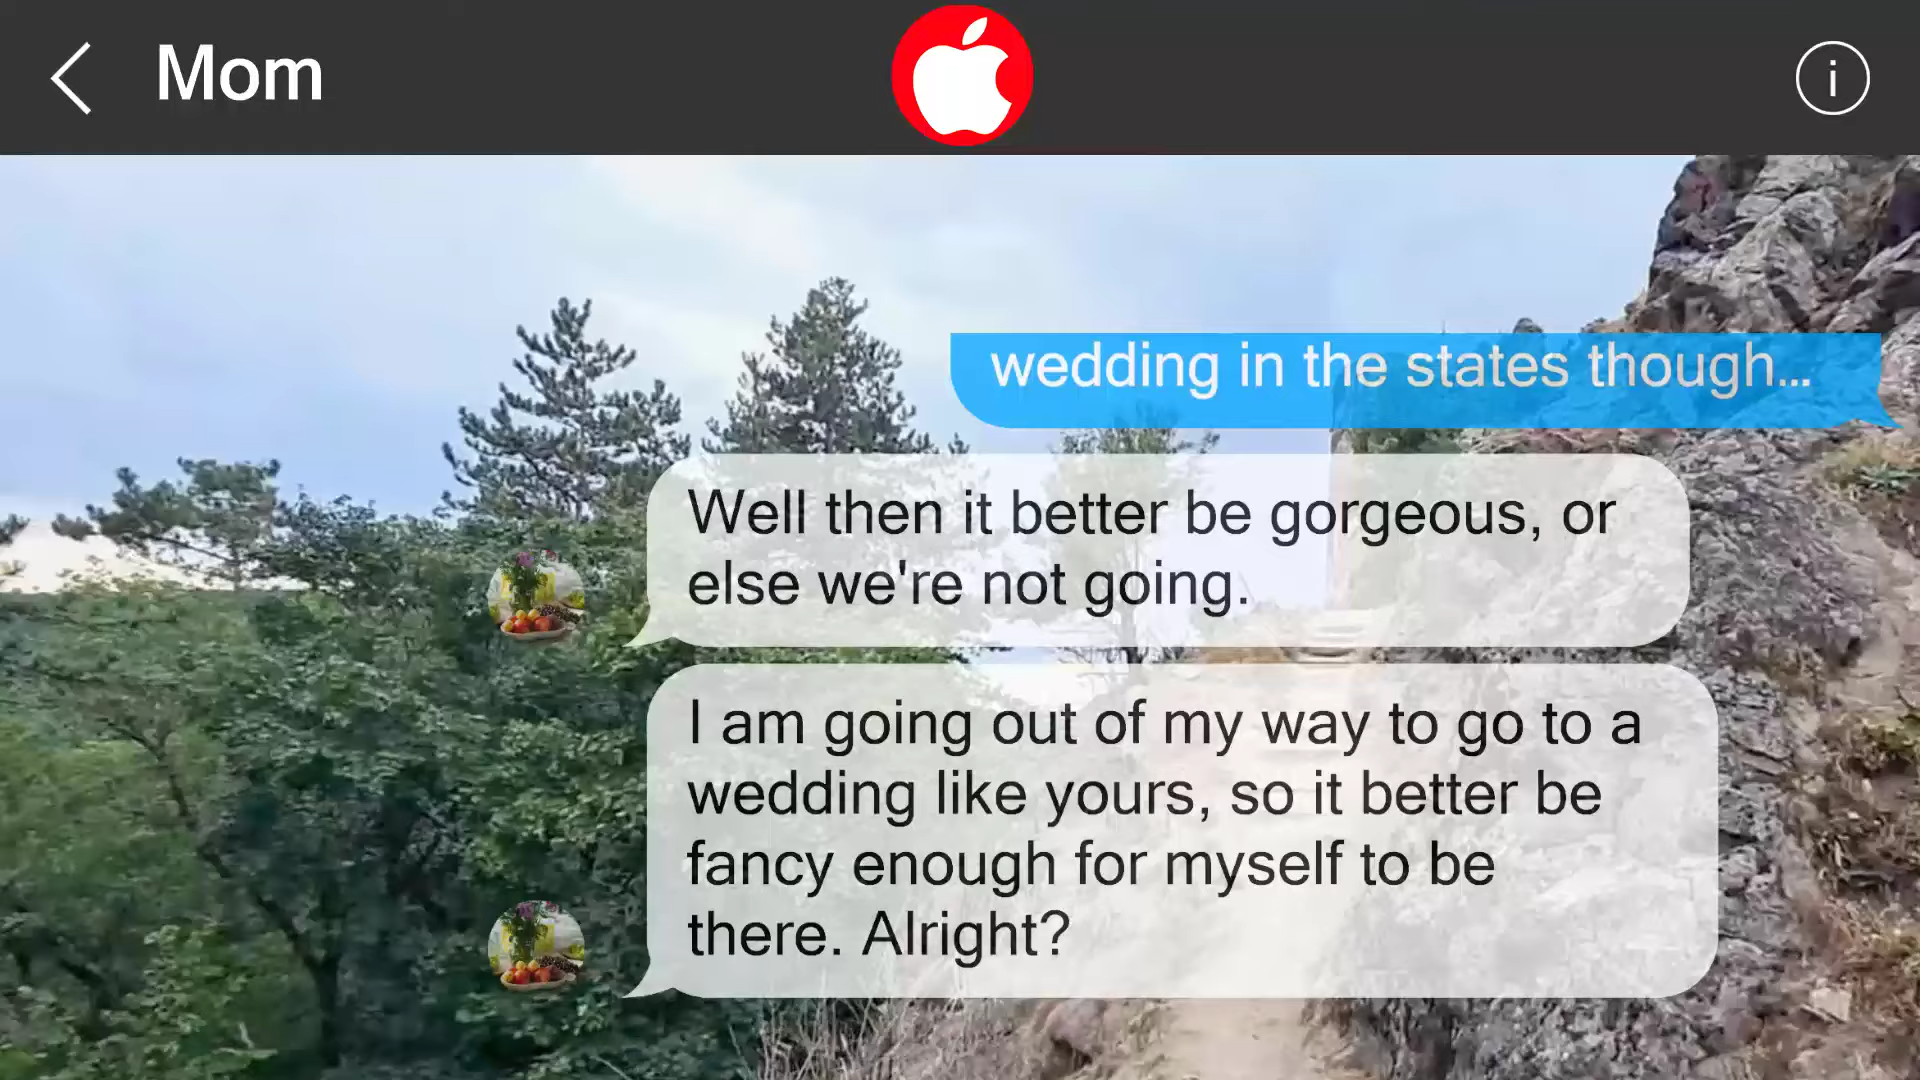 Mom
i
wedding in the states though...
Well then it better be gorgeous, or
else we're not going.
I am going out of my way to go to a
wedding like yours, so it better be
fancy enough for myself to be
there. Alright?